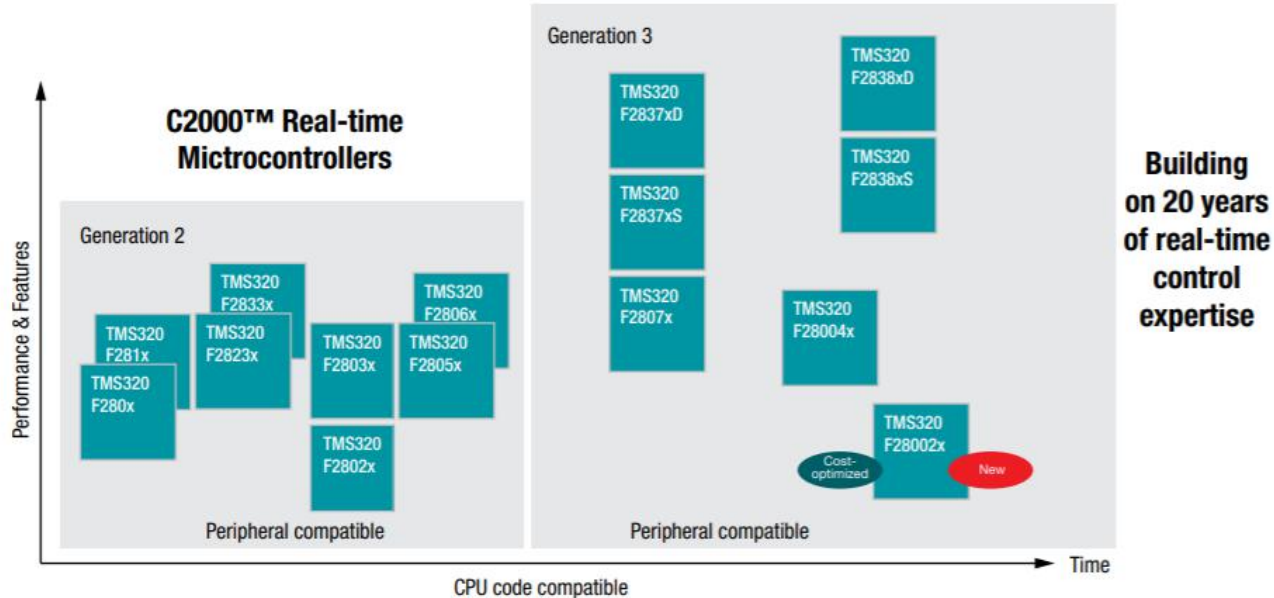 Generation 3
C2000™ Real-time
Mictrocontrollers
Generation 2
TMS320
F281x
TMS320
F280x
TMS320
F2833x
TMS320
F2823x
TMS320
F2803x
TMS320
F2802x
TMS320
F2806x
TMS320
F2805x
Peripheral compatible
TMS320
F2837xD
TMS320
F2837xS
TMS320
F2807x
TMS320
F2838xD
TMS320
F2838xS
TMS320
F28004x
TMS320
F28002x
Cost-
optimized
New
Peripheral compatible
Building
on 20 years
of real-time
control
expertise
Performance & Features
Time
CPU code compatible